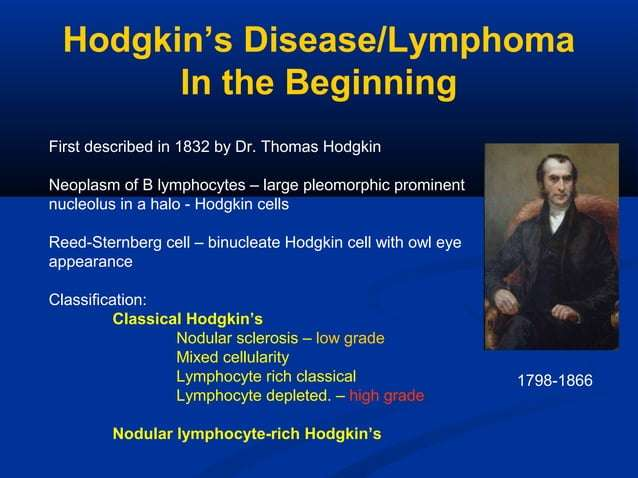 Hodgkin’s Disease/Lymphoma
In the Beginning
First described in 1832 by Dr. Thomas Hodgkin
Neoplasm of B lymphocytes – large pleomorphic prominent
nucleolus in a halo - Hodgkin cells
Reed-Sternberg cell – binucleate Hodgkin cell with owl eye
appearance
Classification:
Classical Hodgkin’s
Nodular sclerosis – low grade
Mixed cellularity
Lymphocyte rich classical
Lymphocyte depleted. – high grade
Nodular lymphocyte-rich Hodgkin’s
1798-1866